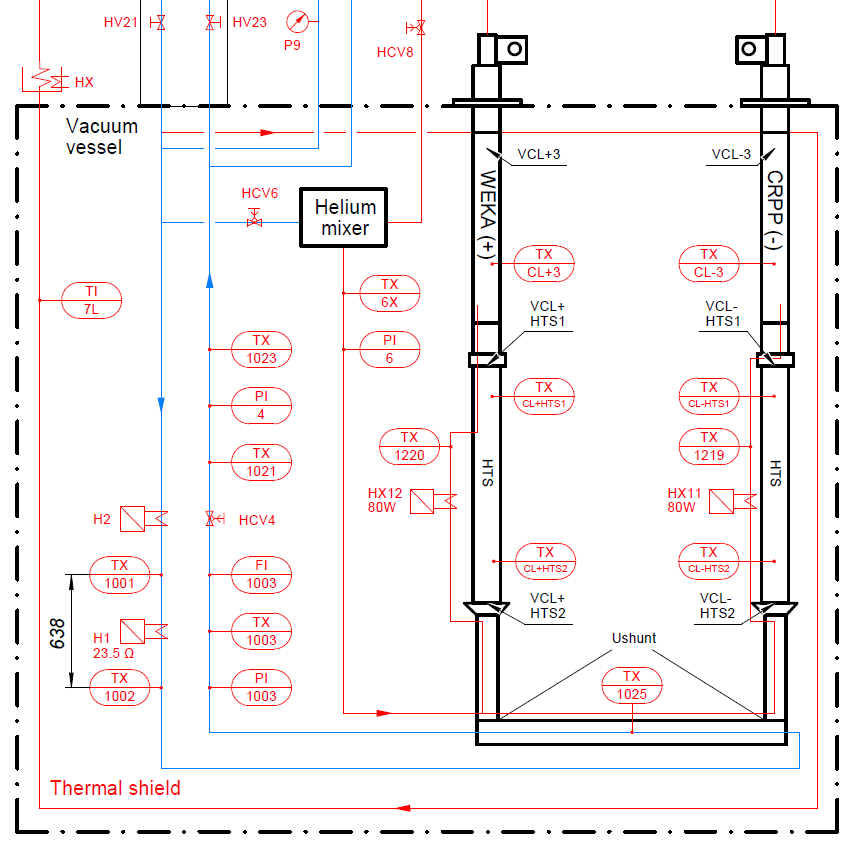 HV21
HV23
P9
HCV8
HX
Vacuum
vessel
VCL+3
VCL-3
WEKA (+)
CRPP (-)
HCV6
Helium
mixer
TX
CL+3
TX
CL-3
TI
7L
TX
6X
VCL+
HTS1
VCL-
HTS1
TX
1023
PI
6
TX
CL+HTS1
TX
CL-HTS1
PI
4
TX
1220
TX
1219
TX
1021
HTS
HTS
HX12
80W
HX11
80W
H2
HCV4
TX
1001
FI
1003
TX
CL+HTS2
TX
CL-HTS2
VCL+
HTS2
VCL-
HTS2
638
H1
23.5 Ω
TX
1003
Ushunt
TX
1002
PI
1003
TX
1025
Thermal shield